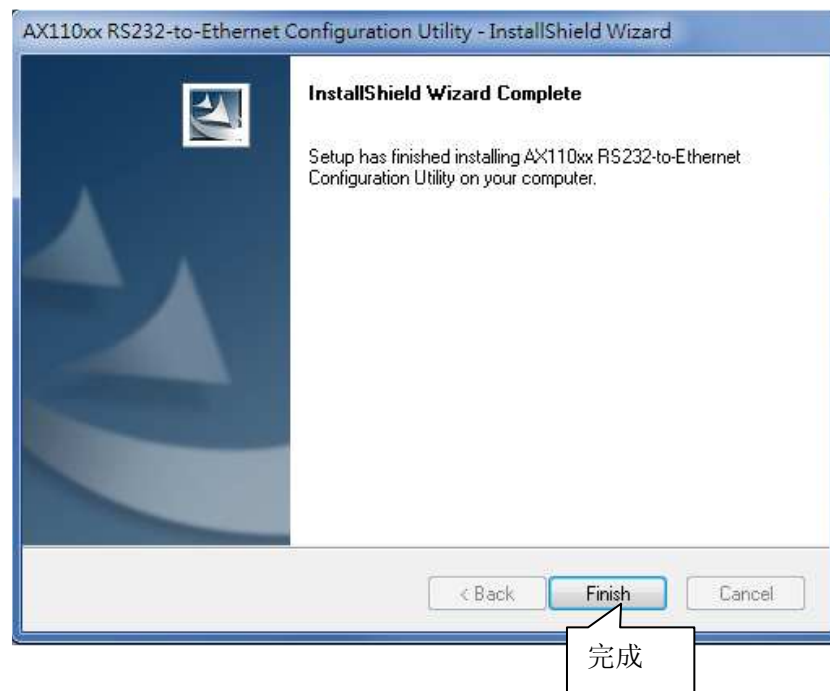 AX110xx RS232-to-Ethernet Configuration Utility - InstallShield Wizard
InstallShield Wizard Complete
Setup has finished installing AX110xx RS232-to-Ethernet
Configuration Utility on your computer.
< Back
Finish
Cancel
完成